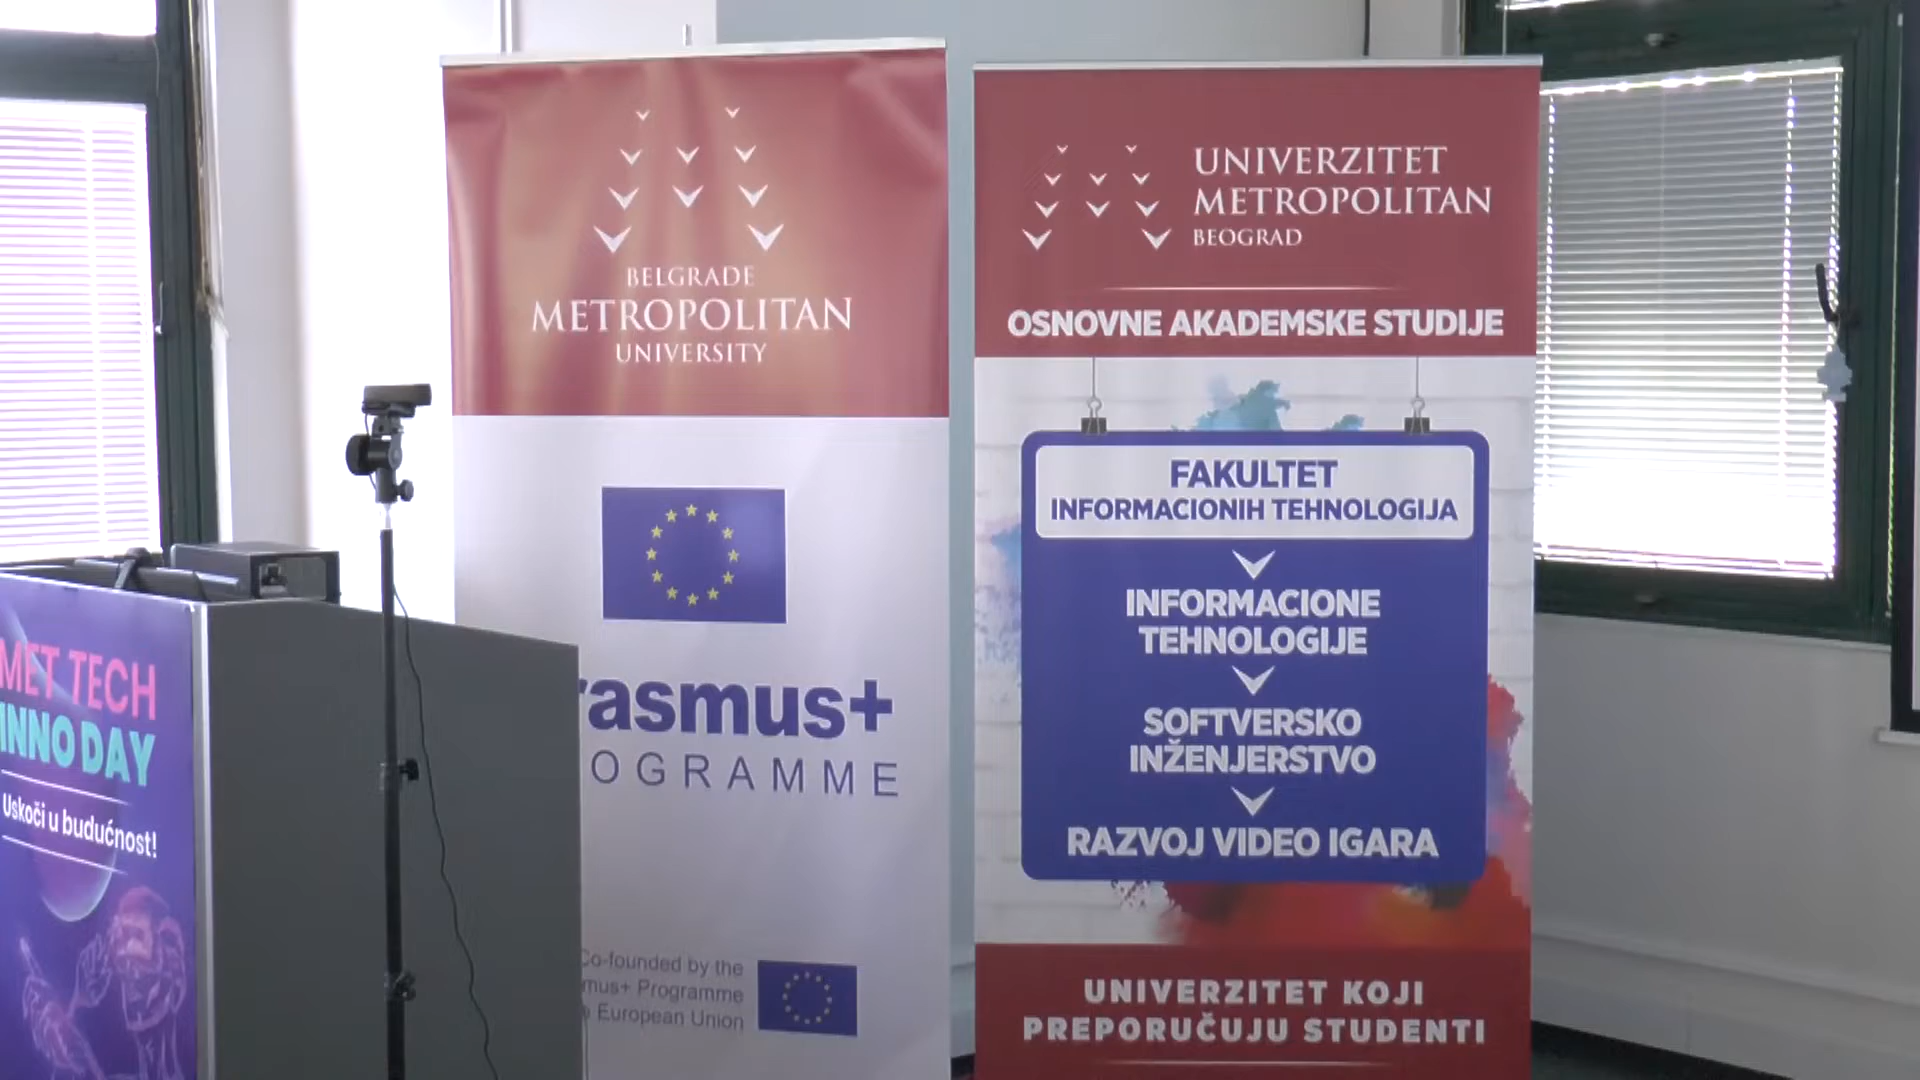 BELGRADE
METROPOLITAN
UNIVERSITY
rasmus+
OGRAMME
Co-founded by the
mus+ Programme
European Union
UNIVERZITET
METROPOLITAN
BEOGRAD
OSNOVNE AKADEMSKE STUDIJE
FAKULTET
INFORMACIONIH TEHNOLOGIJA
INFORMACIONE
TEHNOLOGIJE
SOFTVERSKO
INŽENJERSTVO
RAZVOJ VIDEO IGARA
UNIVERZITET KOJI
PREPORUČUJU STUDENTI
MET TECH
INNO DAY
Uskoči u budućnost!